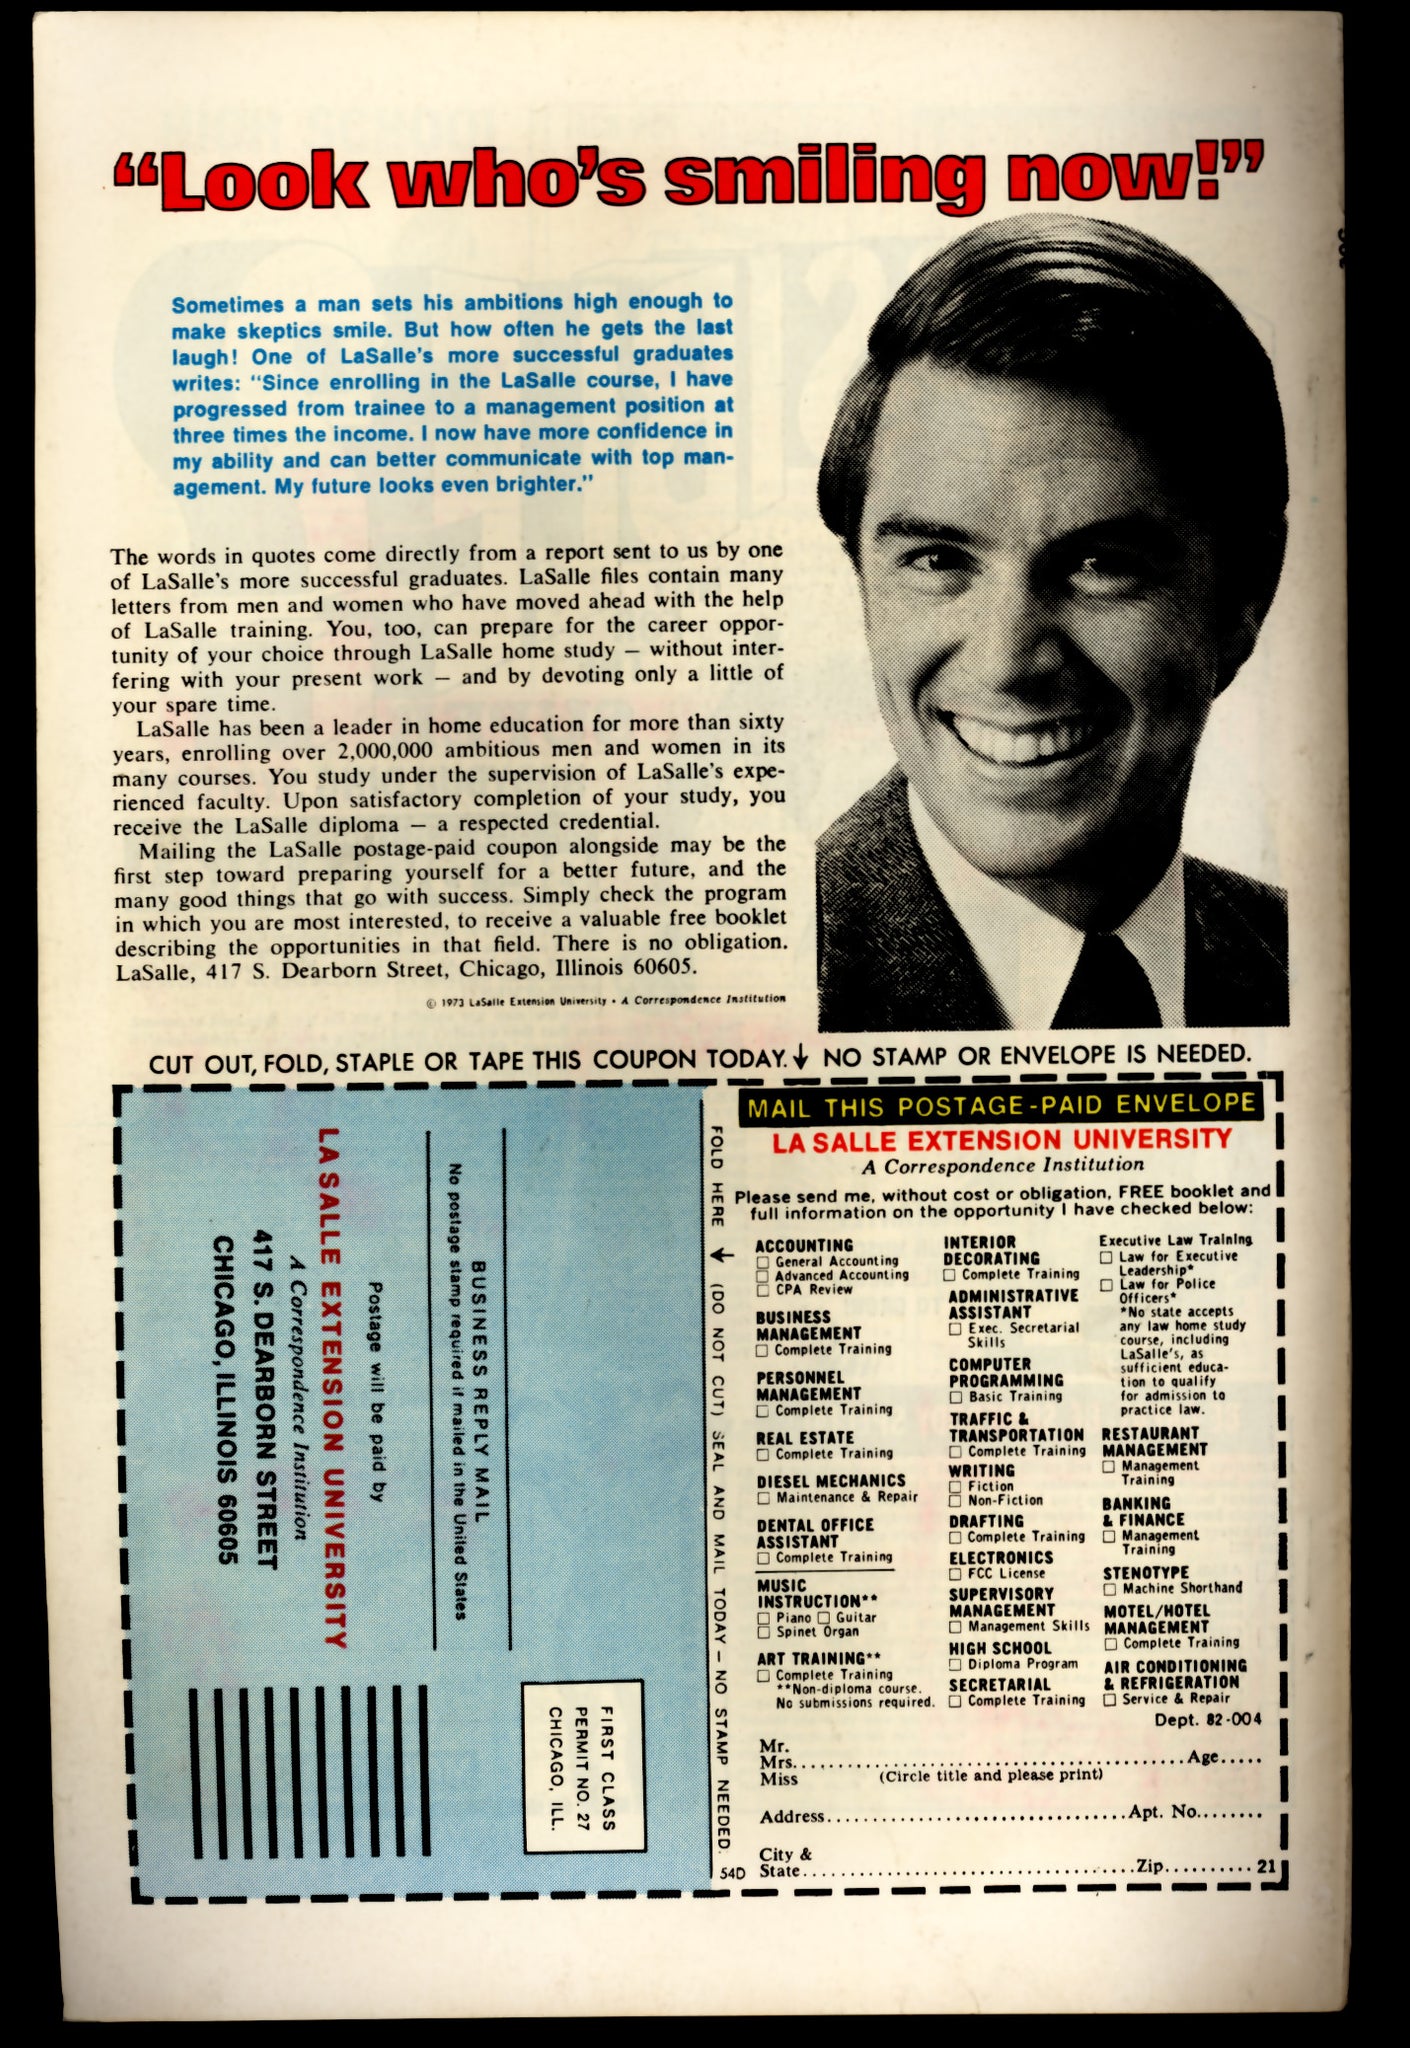 “Look who's smiling now!”
Sometimes a man sets his ambitions high enough to
make skeptics smile. But how often he gets the last
laugh! One of LaSalle's more successful graduates
writes: “Since enrolling in the LaSalle course, I have
progressed from trainee to a management position at
three times the income. I now have more confidence in
my ability and can better communicate with top man-
agement. My future looks even brighter.”
The words in quotes come directly from a report sent to us by one
of LaSalle's more successful graduates. LaSalle files contain many
letters from men and women who have moved ahead with the help
of LaSalle training. You, too, can prepare for the career oppor-
tunity of your choice through LaSalle home study — without inter-
fering with your present work — and by devoting only a little of
your spare time.
LaSalle has been a leader in home education for more than sixty
years, enrolling over 2,000,000 ambitious men and women in its
many courses. You study under the supervision of LaSalle's expe-
rienced faculty. Upon satisfactory completion of your study, you
receive the LaSalle diploma — a respected credential.
Mailing the LaSalle postage-paid coupon alongside may be the
first step toward preparing yourself for a better future, and the
many good things that go with success. Simply check the program
in which you are most interested, to receive a valuable free booklet
describing the opportunities in that field. There is no obligation.
LaSalle, 417 S. Dearborn Street, Chicago, Illinois 60605.
© 1973 LaSalle Extension University • A Correspondence Institution
CUT OUT, FOLD, STAPLE OR TAPE THIS COUPON TODAY.↓ NO STAMP OR ENVELOPE IS NEEDED.
FIRST CLASS
PERMIT NO. 27
CHICAGO, ILL.
BUSINESS REPLY MAIL
No postage stamp required if mailed in the United States
Postage will be paid by
LA SALLE EXTENSION UNIVERSITY
A Correspondence Institution
417 S. DEARBORN STREET
CHICAGO, ILLINOIS 60605
FOLD HERE → (DO NOT CUT) SEAL AND MAIL TODAY — NO STAMP NEEDED.
54D
MAIL THIS POSTAGE-PAID ENVELOPE
LA SALLE EXTENSION UNIVERSITY
A Correspondence Institution
Please send me, without cost or obligation, FREE booklet and
full information on the opportunity I have checked below:
ACCOUNTING
□ General Accounting
□ Advanced Accounting
□ CPA Review
BUSINESS
MANAGEMENT
□ Complete Training
PERSONNEL
MANAGEMENT
□ Complete Training
REAL ESTATE
□ Complete Training
DIESEL MECHANICS
□ Maintenance & Repair
DENTAL OFFICE
ASSISTANT
□ Complete Training
MUSIC
INSTRUCTION**
□ Piano □ Guitar
□ Spinet Organ
ART TRAINING**
□ Complete Training
**Non-diploma course.
No submissions required.
INTERIOR
DECORATING
□ Complete Training
ADMINISTRATIVE
ASSISTANT
□ Exec. Secretarial
Skills
COMPUTER
PROGRAMMING
□ Basic Training
TRAFFIC &
TRANSPORTATION
□ Complete Training
WRITING
□ Fiction
□ Non-Fiction
DRAFTING
□ Complete Training
ELECTRONICS
□ FCC License
SUPERVISORY
MANAGEMENT
□ Management Skills
HIGH SCHOOL
□ Diploma Program
SECRETARIAL
□ Complete Training
Executive Law Training
□ Law for Executive
Leadership*
□ Law for Police
Officers*
*No state accepts
any law home study
course, including
LaSalle's, as
sufficient educa-
tion to qualify
for admission to
practice law.
RESTAURANT
MANAGEMENT
□ Management
Training
BANKING
& FINANCE
□ Management
Training
STENOTYPE
□ Machine Shorthand
MOTEL/HOTEL
MANAGEMENT
□ Complete Training
AIR CONDITIONING
& REFRIGERATION
□ Service & Repair
Dept. 82-004
Mr.
Mrs. Age
Miss (Circle title and please print)
Address Apt. No.
City &
State Zip 21